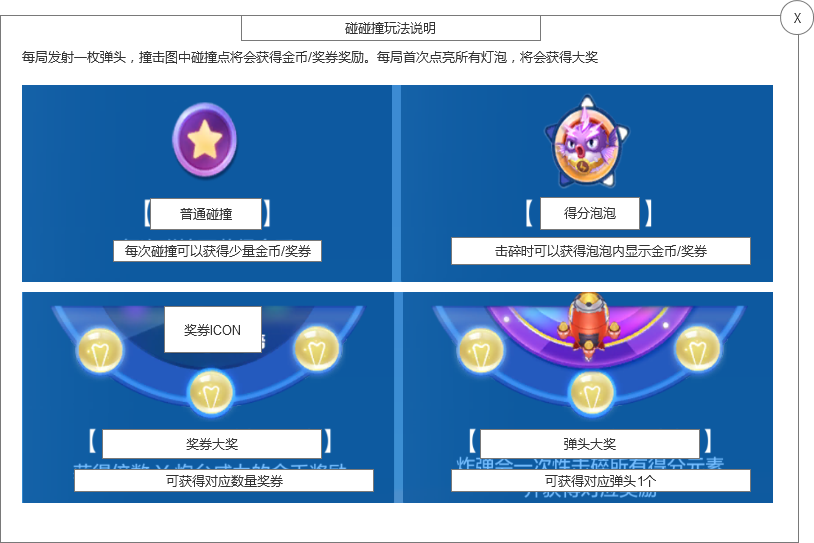 碰碰撞玩法说明
X
每局发射一枚弹头，撞击图中碰撞点将会获得金币/奖券奖励。每局首次点亮所有灯泡，将会获得大奖
【普通碰撞】
每次碰撞可以获得少量金币/奖券
【得分泡泡】
击碎时可以获得泡泡内显示金币/奖券
奖券ICON
【奖券大奖】
可获得对应数量奖券
【弹头大奖】
炸弹会一次性击碎所有得分元素
可获得对应弹头1个